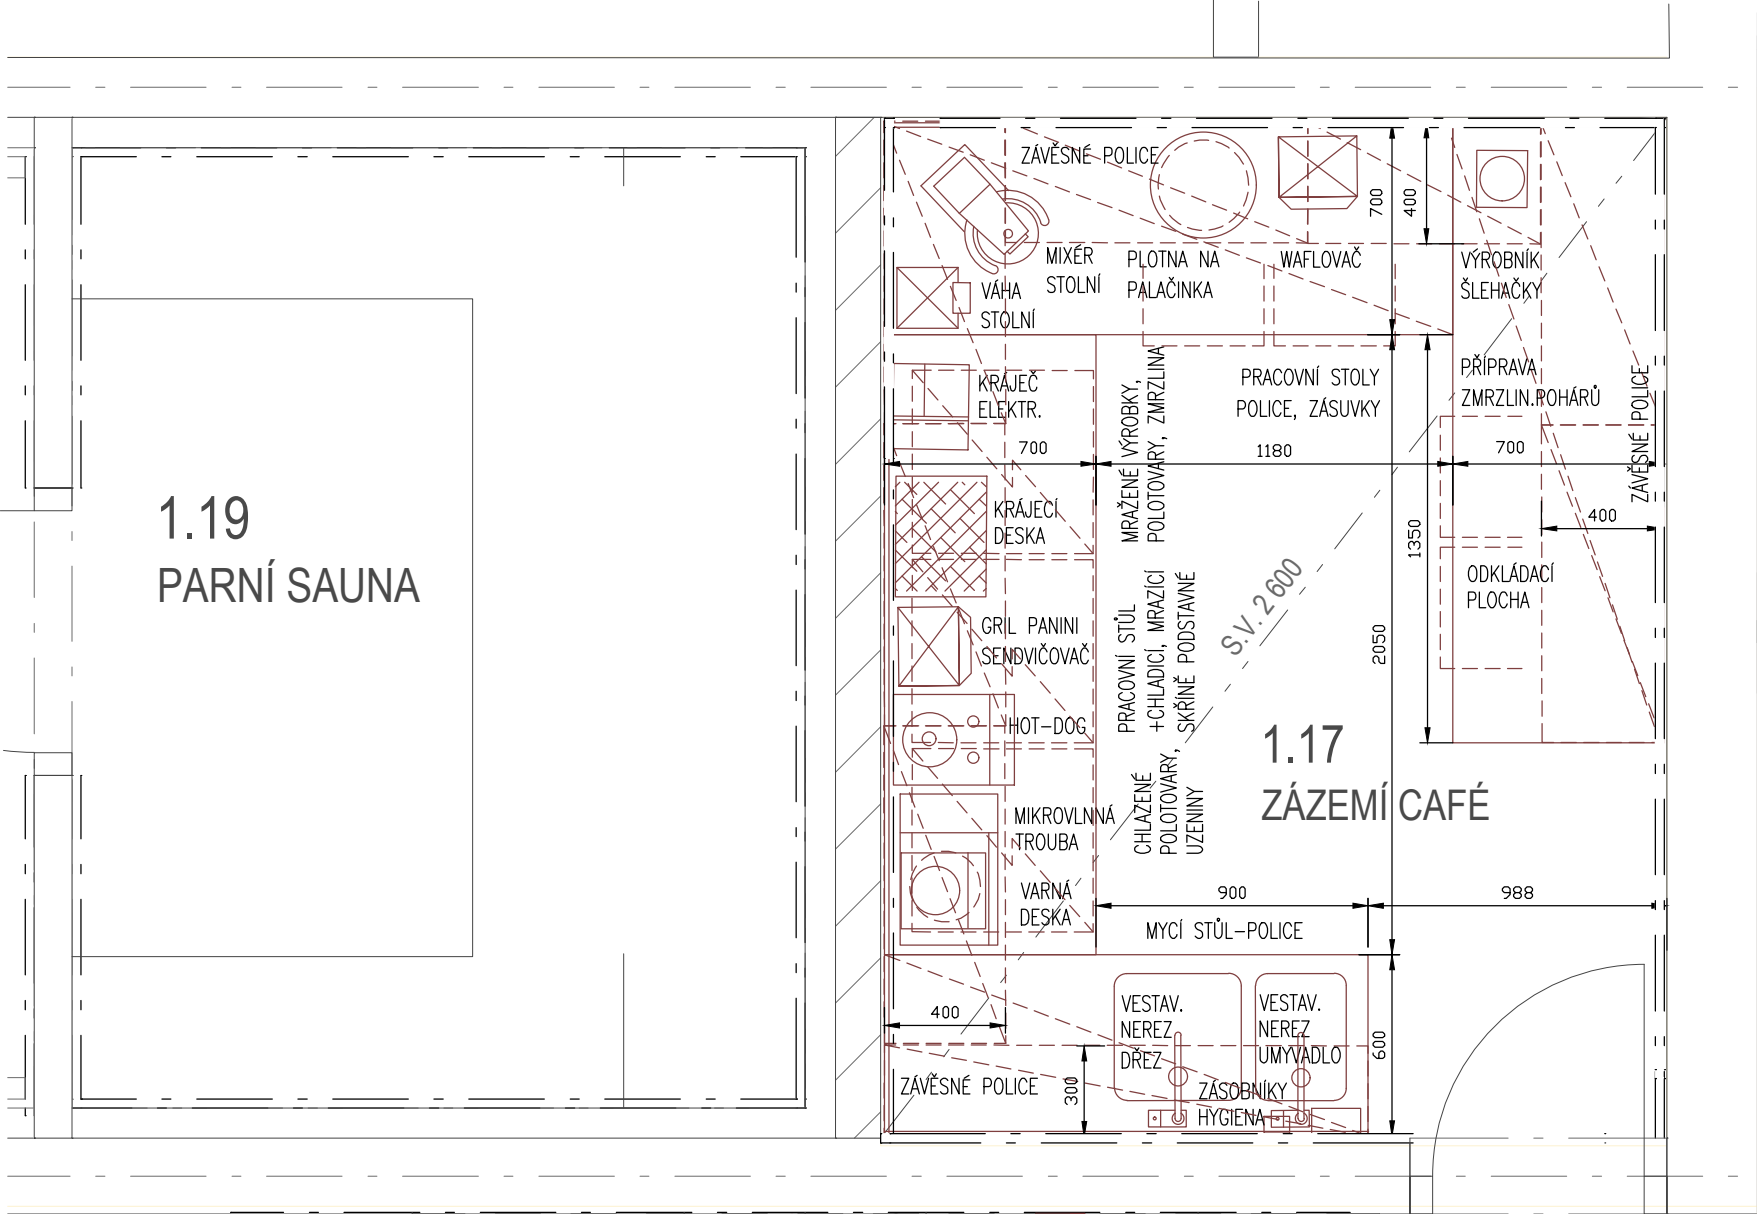 ZÁVĚSNÉ POLICE
700
400
MIXÉR
STOLNÍ
PLOTNA NA
PALAČINKA
WAFLOVAČ
VÝROBNÍK
ŠLEHAČKY
VÁHA
STOLNÍ
KRÁJEČ
ELEKTR.
MRAŽENÉ VÝROBKY,
POLOTOVARY, ZMRZLINA
PRACOVNÍ STOLY
POLICE, ZÁSUVKY
PŘÍPRAVA
ZMRZLIN.POHÁRŮ
ZÁVĚSNÉ POLICE
700
1180
700
1.19
PARNÍ SAUNA
KRÁJECÍ
DESKA
1350
400
S.V. 2 600
ODKLÁDACÍ
PLOCHA
GRIL PANINI
SENDVIČOVAČ
PRACOVNÍ STŮL
+CHLADICÍ, MRAZÍCÍ
SKŘÍNĚ PODSTAVNÉ
2050
HOT-DOG
1.17
ZÁZEMÍ CAFÉ
CHLAZENÉ
POLOTOVARY,
UZENINY
MIKROVLNNÁ
TROUBA
VARNÁ
DESKA
900
988
MYCÍ STŮL-POLICE
400
VESTAV.
NEREZ
DŘEZ
VESTAV.
NEREZ
UMYVADLO
600
ZÁVĚSNÉ POLICE
300
ZÁSOBNÍKY
HYGIENA